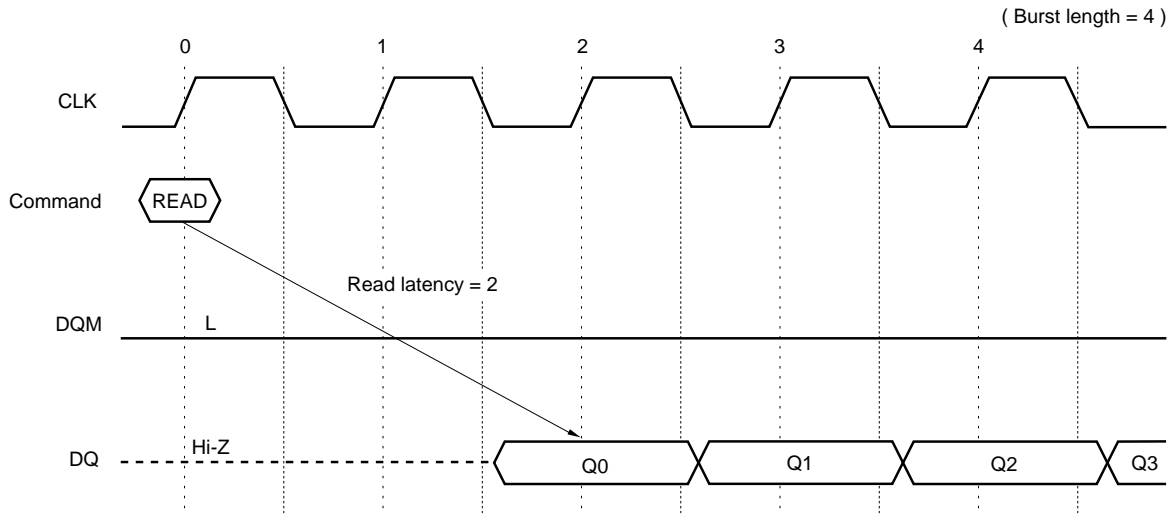 ( Burst length = 4 )
0 1 2 3 4
CLK
Command READ
Read latency = 2
DQM L
Hi-Z
DQ Q0 Q1 Q2 Q3